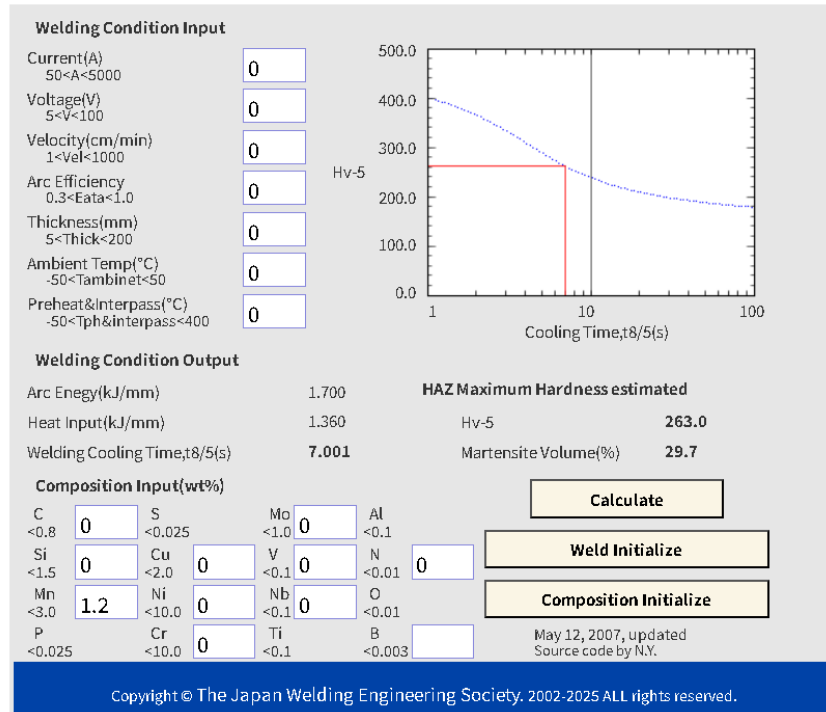 Welding Condition Input
Current(A)
50<A<5000
0
Voltage(V)
5<V<100
0
Velocity(cm/min)
1<Vel<1000
0
Arc Efficiency
0.3<Eata<1.0
0
Thickness(mm)
5<Thick<200
0
Ambient Temp(°C)
-50<Tambinet<50
0
Preheat&Interpass(°C)
-50<Tph&interpass<400
0
Hv-5
500.0
400.0
300.0
200.0
100.0
0.0
1 10 100
Cooling Time,t8/5(s)
Welding Condition Output
Arc Enegy(kJ/mm) 1.700
Heat Input(kJ/mm) 1.360
Welding Cooling Time,t8/5(s) 7.001
HAZ Maximum Hardness estimated
Hv-5 263.0
Martensite Volume(%) 29.7
Composition Input(wt%)
C 0 S Mo 0 Al
<0.8 <0.025 <1.0 <0.1
Si 0 Cu 0 V 0 N 0
<1.5 <2.0 <0.1 <0.01
Mn 1.2 Ni 0 Nb 0 O
<3.0 <10.0 <0.1 <0.01
P Cr 0 Ti B
<0.025 <10.0 <0.1 <0.003
Calculate
Weld Initialize
Composition Initialize
May 12, 2007, updated
Source code by N.Y.
Copyright © The Japan Welding Engineering Society. 2002-2025 ALL rights reserved.